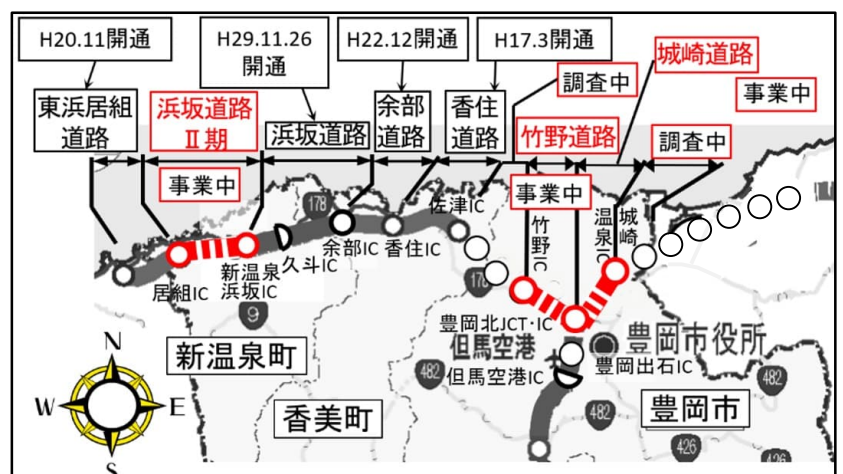 H20.11開通
H29.11.26
開通
H22.12開通
H17.3開通
調査中
城崎道路
事業中
東浜居組
道路
浜坂道路
Ⅱ期
浜坂道路
余部
道路
香住
道路
竹野道路
調査中
事業中
事業中
178
佐津IC
竹野IC
城崎
温泉IC
余部IC
香住IC
久斗IC
新温泉
浜坂IC
居組IC
178
9
豊岡北JCT・IC
但馬空港
豊岡市役所
豊岡出石IC
但馬空港IC
482
482
482
426
新温泉町
香美町
豊岡市
N
W
E
S